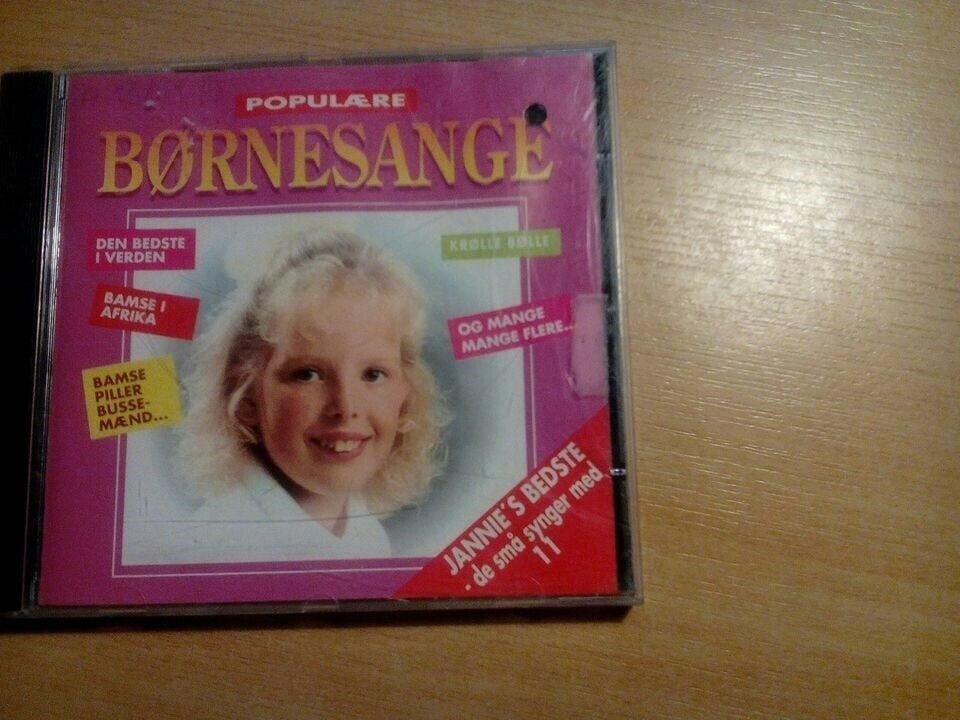 POPULÆRE
BØRNESANGE
DEN BEDSTE
I VERDEN
KRØLLE BØLLE
BAMSE I
AFRIKA
OG MANGE
MANGE FLERE...
BAMSE
PILLER
BUSSE-
MÆND...
JANNIE'S BEDSTE
- de små synger med
11